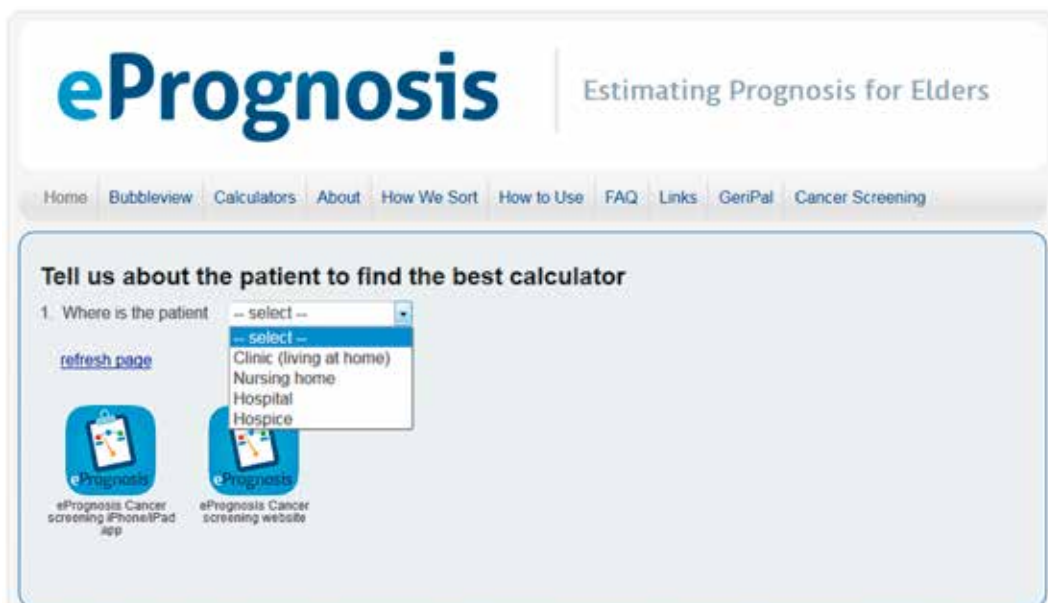 ePrognosis
Estimating Prognosis for Elders
Home Bubbleview Calculators About How We Sort How to Use FAQ Links GeriPal Cancer Screening
Tell us about the patient to find the best calculator
1. Where is the patient -- select --
-- select --
refresh page
Clinic (living at home)
Nursing home
Hospital
Hospice
ePrognosis
ePrognosis
ePrognosis Cancer
screening iPhone/iPad
app
ePrognosis Cancer
screening website